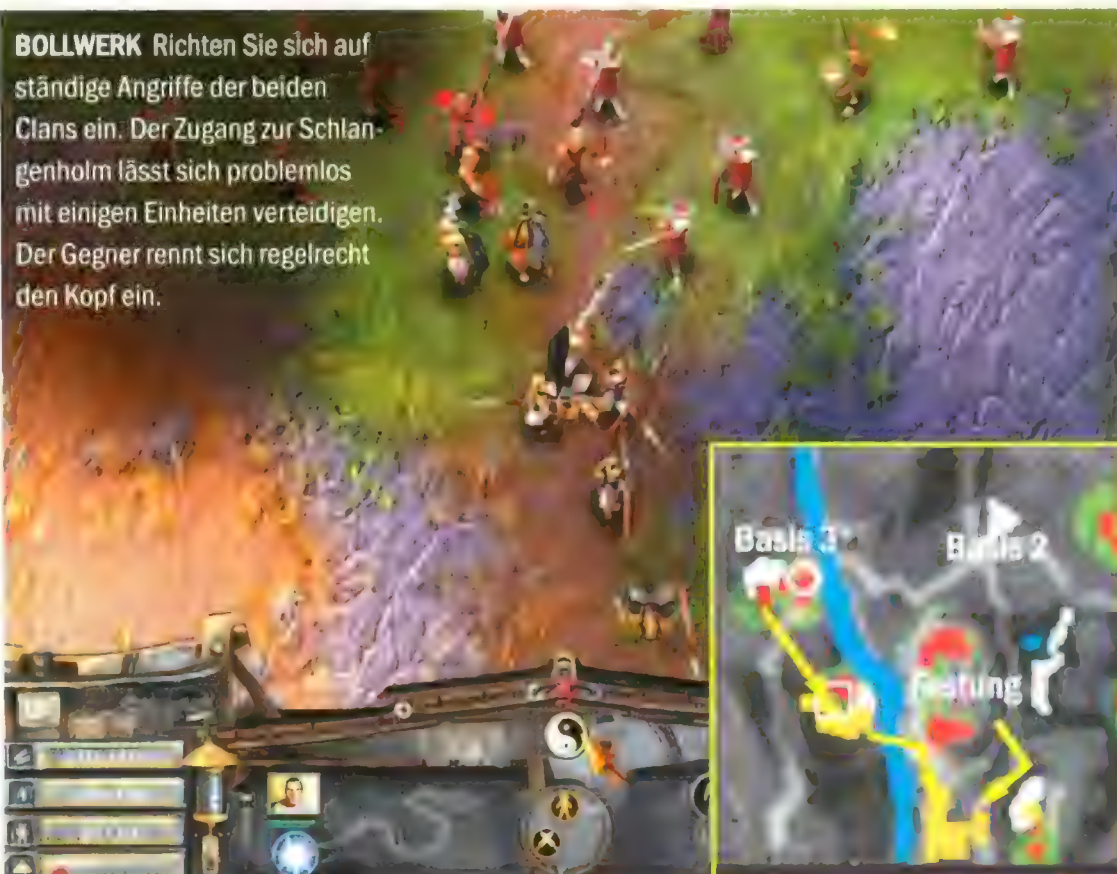 BOLLWERK Richten Sie sich auf
ständige Angriffe der beiden
Clans ein. Der Zugang zur Schlan-
genholm lässt sich problemlos
mit einigen Einheiten verteidigen.
Der Gegner rennt sich regelrecht
den Kopf ein.
Basis 3
Basis 2
Festung